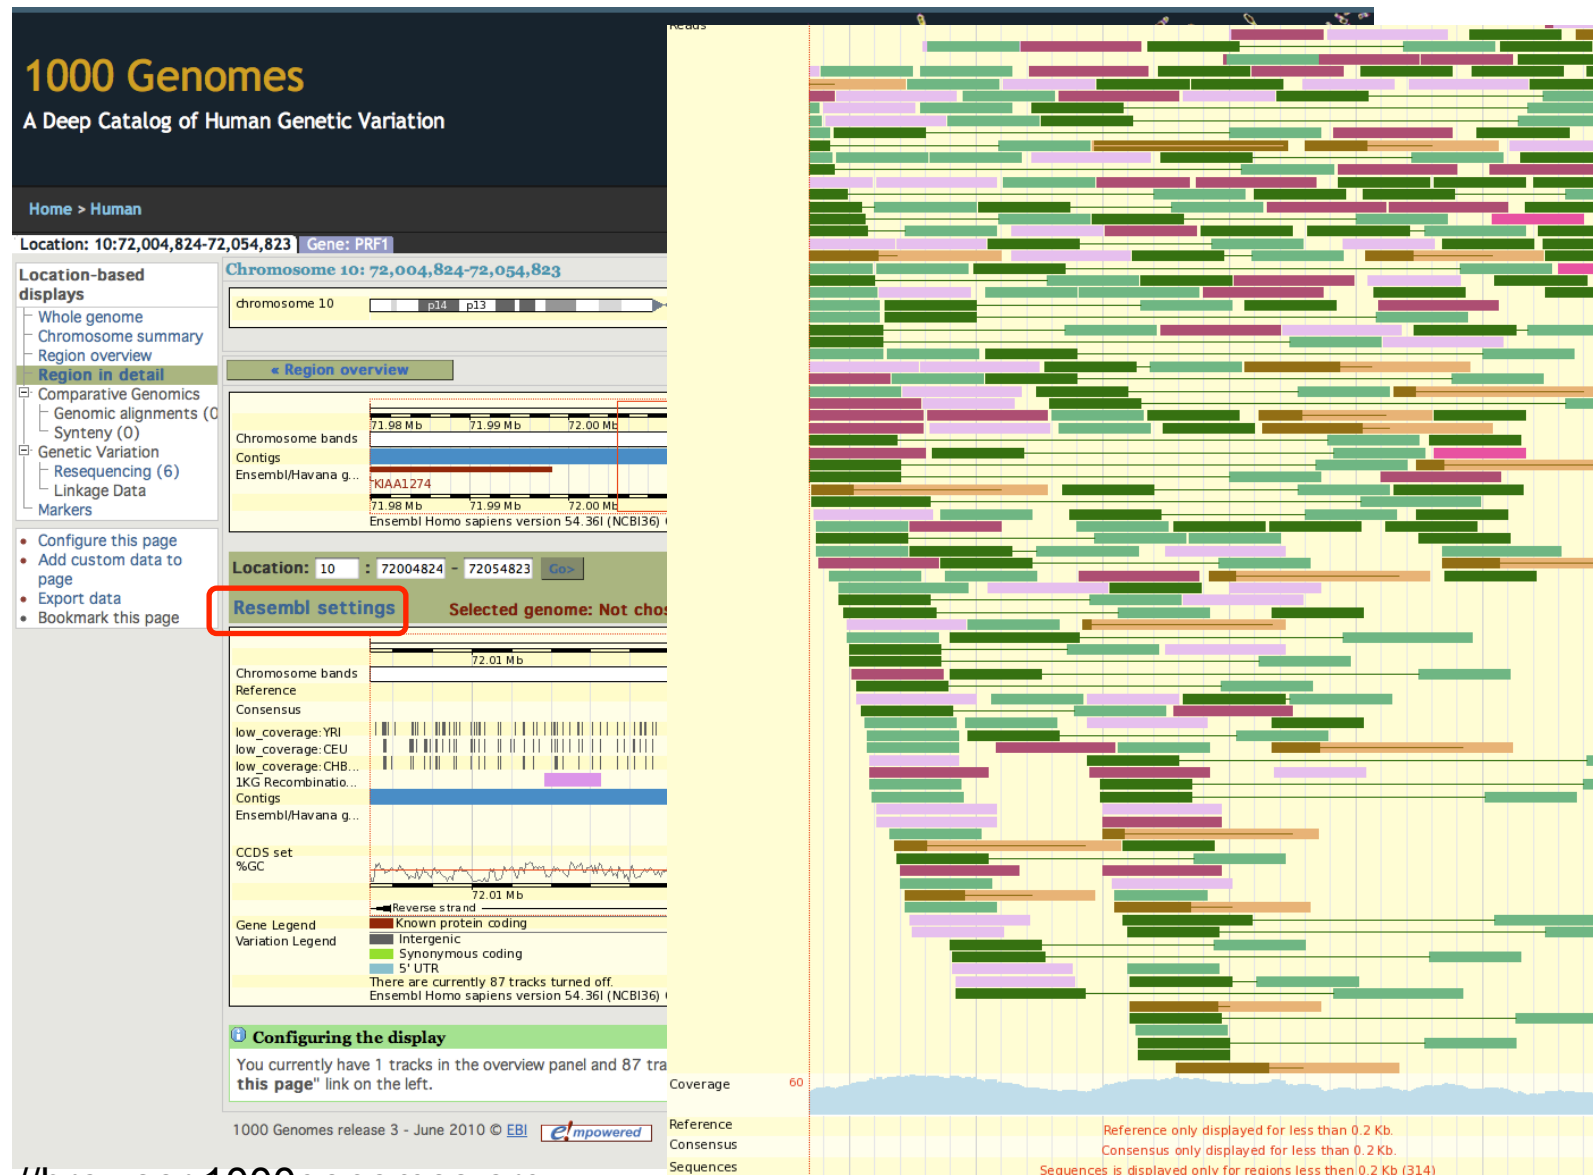 1000 Genomes
A Deep Catalog of Human Genetic Variation
Home > Human
Location: 10:72,004,824-72,054,823
Gene: PRF1
Location-based
displays
Whole genome
Chromosome summary
Region overview
Region in detail
Comparative Genomics
Genomic alignments (0
Synteny (0)
Genetic Variation
Resequencing (6)
Linkage Data
Markers
Configure this page
Add custom data to
page
Export data
Bookmark this page
Chromosome 10: 72,004,824-72,054,823
chromosome 10
p14 p13
« Region overview
71.98 Mb 71.99 Mb 72.00 Mb
Chromosome bands
Contigs
Ensembl/Havana g...
KIAA1274
71.98 Mb 71.99 Mb 72.00 Mb
Ensembl Homo sapiens version 54.36l (NCBI36)
Location: 10 : 72004824 - 72054823 Go>
Resembl settings
Selected genome: Not chos
72.01 Mb
Chromosome bands
Reference
Consensus
low_coverage:YRI
low_coverage:CEU
low_coverage:CHB...
1KG Recombinatio...
Contigs
Ensembl/Havana g...
CCDS set
%GC
72.01 Mb
Reverse strand
Gene Legend
Known protein coding
Variation Legend
Intergenic
Synonymous coding
5' UTR
There are currently 87 tracks turned off.
Ensembl Homo sapiens version 54.36l (NCBI36)
Configuring the display
You currently have 1 tracks in the overview panel and 87 tra
this page" link on the left.
1000 Genomes release 3 - June 2010 © EBI
e!mpowered
Reads
Coverage
60
Reference
Reference only displayed for less than 0.2 Kb.
Consensus
Consensus only displayed for less than 0.2 Kb.
Sequences
Sequences is displayed only for regions less then 0.2 Kb (314)